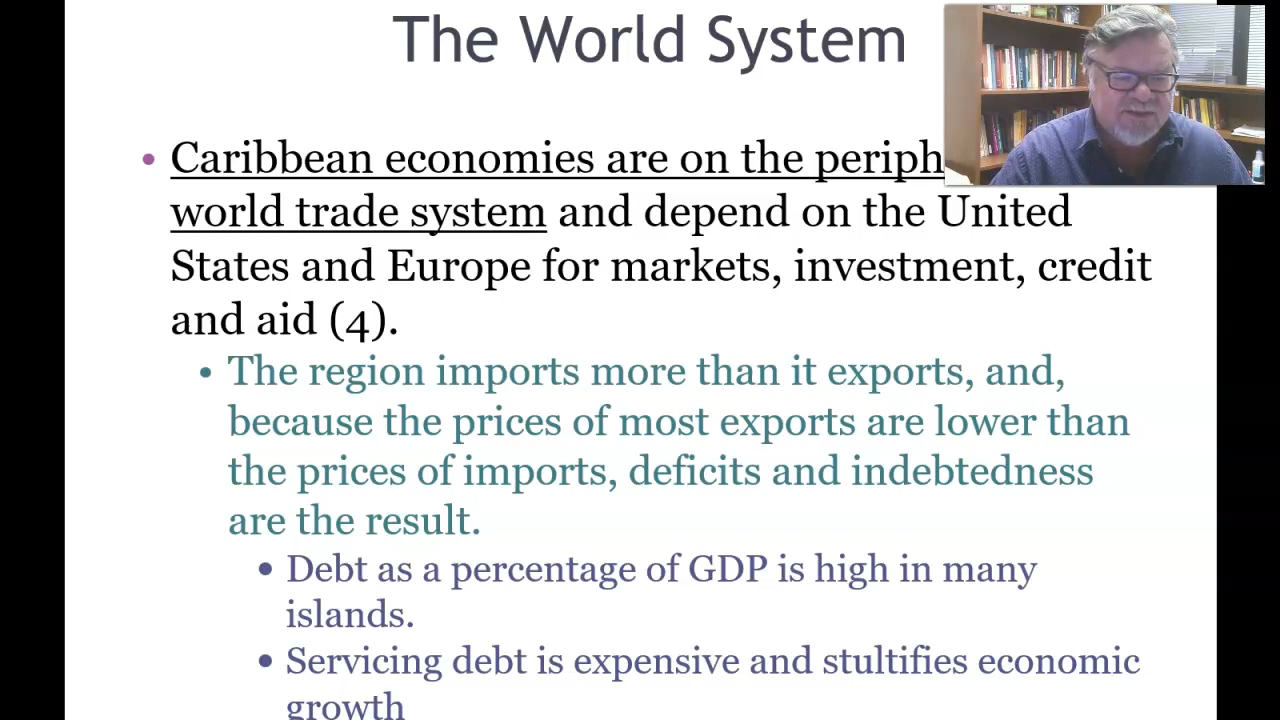 The World System
• Caribbean economies are on the
world trade system and depend on the United
States and Europe for markets, investment, credit
and aid (4).
• The region imports more than it exports, and,
because the prices of most exports are lower than
the prices of imports, deficits and indebtedness
are the result.
• Debt as a percentage of GDP is high in many
islands.
• Servicing debt is expensive and stultifies economic
growth